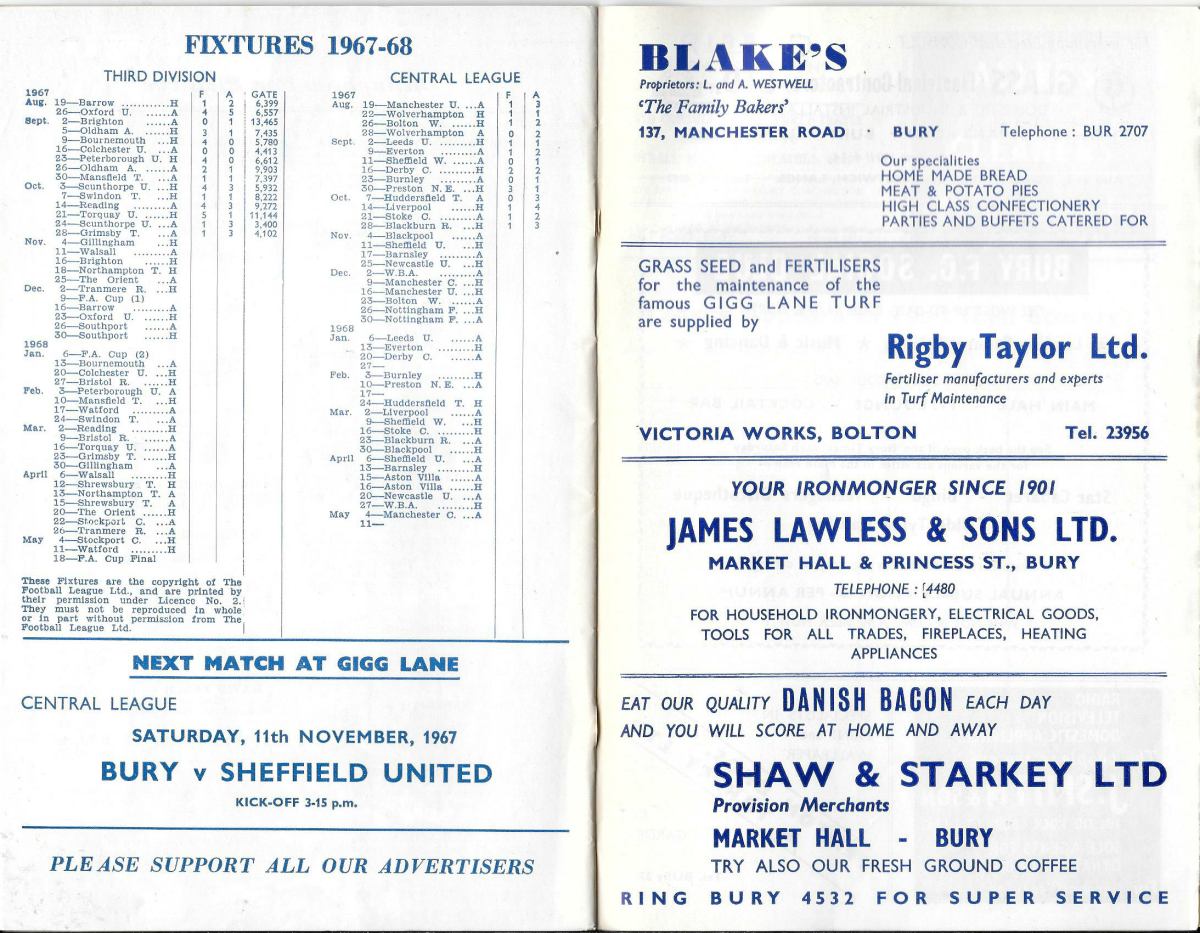 FIXTURES 1967-68
THIRD DIVISION
1967 F A GATE
Aug. 19—Barrow ...........H 1 2 6,399
26—Oxford U. ......A 4 5 6,557
Sept. 2—Brighton ......A 0 1 13,465
5—Oldham A. ......H 3 1 7,435
9—Bournemouth ...H 4 0 5,780
16—Colchester U. ...A 0 0 4,413
23—Peterborough U. H 4 0 6,612
26—Oldham A. ......A 2 1 9,903
30—Mansfield T. ...A 1 1 7,397
Oct. 3—Scunthorpe U. ...H 4 3 5,932
7—Swindon T. ...H 1 1 8,222
14—Reading .........A 4 3 9,272
21—Torquay U. ......H 5 1 11,144
24—Scunthorpe U. ...A 1 3 3,400
28—Grimsby T. ...A 1 3 4,102
Nov. 4—Gillingham ...H
11—Walsall .........A
16—Brighton ......H
18—Northampton T. H
25—The Orient ...A
Dec. 2—Tranmere R. ...H
9—F.A. Cup (1)
16—Barrow .........A
23—Oxford U. ......H
26—Southport ......A
30—Southport ......H
1968
Jan. 6—F.A. Cup (2)
13—Bournemouth ...A
20—Colchester U. ...H
27—Bristol R. ......H
Feb. 3—Peterborough U. A
10—Mansfield T. ...H
17—Watford .........A
24—Swindon T. ...A
Mar. 2—Reading .........H
9—Bristol R. ......A
16—Torquay U. ......A
23—Grimsby T. ......H
30—Gillingham ...A
April 6—Walsall .........H
12—Shrewsbury T. H
13—Northampton T. A
15—Shrewsbury T. A
20—The Orient ...H
22—Stockport C. ...A
26—Tranmere R. ...A
May 4—Stockport C. ...H
11—Watford .........H
18—F.A. Cup Final
These Fixtures are the copyright of The
Football League Ltd., and are printed by
their permission under Licence No. 2.
They must not be reproduced in whole
or in part without permission from The
Football League Ltd.
CENTRAL LEAGUE
1967 F A
Aug. 19—Manchester U. ...A 1 3
22—Wolverhampton H 1 1
26—Bolton W. ......H 1 2
28—Wolverhampton A 0 2
Sept. 2—Leeds U. .........H 1 1
9—Everton .........A 1 2
11—Sheffield W. ...A 0 1
16—Derby C. .........H 2 2
23—Burnley .........A 0 1
30—Preston N.E. ...H 3 1
Oct. 7—Huddersfield T. A 0 3
14—Liverpool ......H 1 4
21—Stoke C. .........A 1 2
28—Blackburn R. ...H 1 3
Nov. 4—Blackpool ......A
11—Sheffield U. ...H
17—Barnsley .........A
25—Newcastle U. ...H
Dec. 2—W.B.A. .........A
9—Manchester C. ...H
16—Manchester U. ...H
23—Bolton W. ......A
26—Nottingham F. ...H
30—Nottingham F. ...A
1968
Jan. 6—Leeds U. ......A
13—Everton .........H
20—Derby C. ......A
27—
Feb. 3—Burnley .........H
10—Preston N.E. ...A
17—
24—Huddersfield T. H
Mar. 2—Liverpool ......A
9—Sheffield W. ...H
16—Stoke C. .........H
23—Blackburn R. ...A
30—Blackpool ......H
April 6—Sheffield U. ...A
13—Barnsley .........H
15—Aston Villa ......A
16—Aston Villa ......H
20—Newcastle U. ...A
27—W.B.A. .........H
May 4—Manchester C. ...A
11—
NEXT MATCH AT GIGG LANE
CENTRAL LEAGUE
SATURDAY, 11th NOVEMBER, 1967
BURY v SHEFFIELD UNITED
KICK-OFF 3-15 p.m.
PLEASE SUPPORT ALL OUR ADVERTISERS
BLAKE'S
Proprietors: L. and A. WESTWELL
'The Family Bakers'
137, MANCHESTER ROAD : BURY Telephone : BUR 2707
Our specialities
HOME MADE BREAD
MEAT & POTATO PIES
HIGH CLASS CONFECTIONERY
PARTIES AND BUFFETS CATERED FOR
GRASS SEED and FERTILISERS
for the maintenance of the
famous GIGG LANE TURF
are supplied by
Rigby Taylor Ltd.
Fertiliser manufacturers and experts
in Turf Maintenance
VICTORIA WORKS, BOLTON Tel. 23956
YOUR IRONMONGER SINCE 1901
JAMES LAWLESS & SONS LTD.
MARKET HALL & PRINCESS ST., BURY
TELEPHONE : 4480
FOR HOUSEHOLD IRONMONGERY, ELECTRICAL GOODS,
TOOLS FOR ALL TRADES, FIREPLACES, HEATING
APPLIANCES
EAT OUR QUALITY DANISH BACON EACH DAY
AND YOU WILL SCORE AT HOME AND AWAY
SHAW & STARKEY LTD
Provision Merchants
MARKET HALL - BURY
TRY ALSO OUR FRESH GROUND COFFEE
RING BURY 4532 FOR SUPER SERVICE